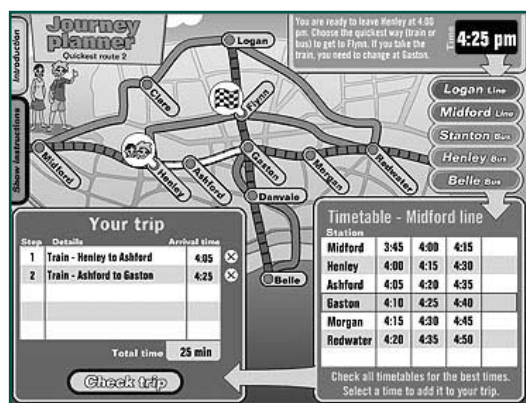 Introduction
Show instructions
Journey
planner
Quickest route 2
You are ready to leave Henley at 4:00
pm. Choose the quickest way (train or
bus) to get to Flynn. If you take the
train, you need to change at Gaston.
Time
4:25 pm
Logan Line
Midford Line
Stanton Bus
Henley Bus
Belle Bus
Logan
Clare
Flynn
Midford
Henley
Ashford
Gaston
Morgan
Redwater
Danvale
Belle
Your trip
Step Details Arrival time
1 Train - Henley to Ashford 4:05
2 Train - Ashford to Gaston 4:25
Total time 25 min
Check trip
Timetable - Midford line
Station
Midford 3:45 4:00 4:15
Henley 4:00 4:15 4:30
Ashford 4:05 4:20 4:35
Gaston 4:10 4:25 4:40
Morgan 4:15 4:30 4:45
Redwater 4:20 4:35 4:50
Check all timetables for the best times.
Select a time to add it to your trip.